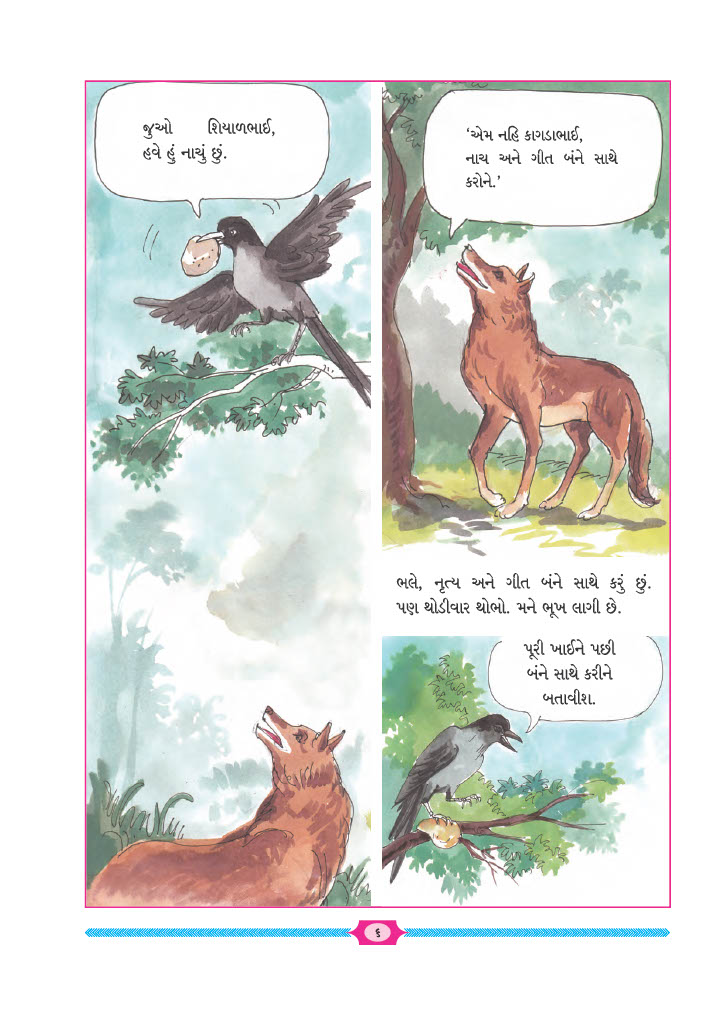 જુઓ શિયાળભાઈ,
હવે હું નાચું છું.
‘એમ નહિ કાગડાભાઈ,
નાચ અને ગીત બંને સાથે
કરોને.’
ભલે, નૃત્ય અને ગીત બંને સાથે કરું છું.
પણ થોડીવાર થોભો. મને ભૂખ લાગી છે.
પૂરી ખાઈને પછી
બંને સાથે કરીને
બતાવીશ.
૬